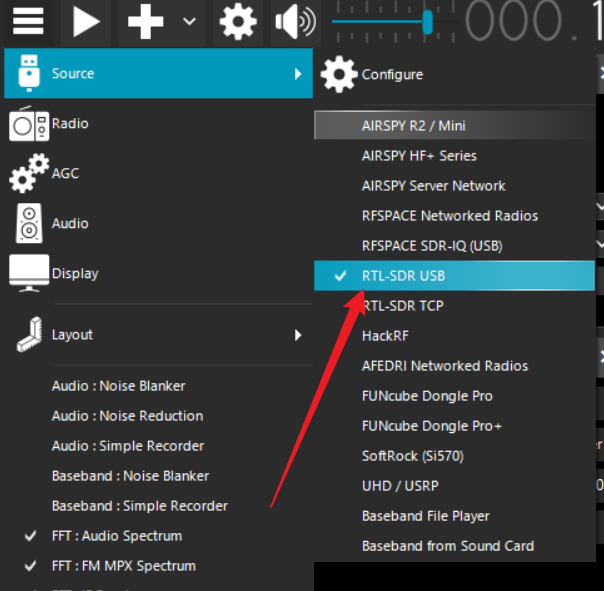 000.1
Source
Configure
Radio
AIRSPY R2 / Mini
AIRSPY HF+ Series
AGC
AIRSPY Server Network
RFSPACE Networked Radios
Audio
RFSPACE SDR-IQ (USB)
Display
RTL-SDR USB
RTL-SDR TCP
Layout
HackRF
AFEDRI Networked Radios
Audio : Noise Blanker
FUNcube Dongle Pro
Audio : Noise Reduction
FUNcube Dongle Pro+
Audio : Simple Recorder
SoftRock (Si570)
Baseband : Noise Blanker
UHD / USRP
Baseband : Simple Recorder
Baseband File Player
FFT : Audio Spectrum
Baseband from Sound Card
FFT : FM MPX Spectrum